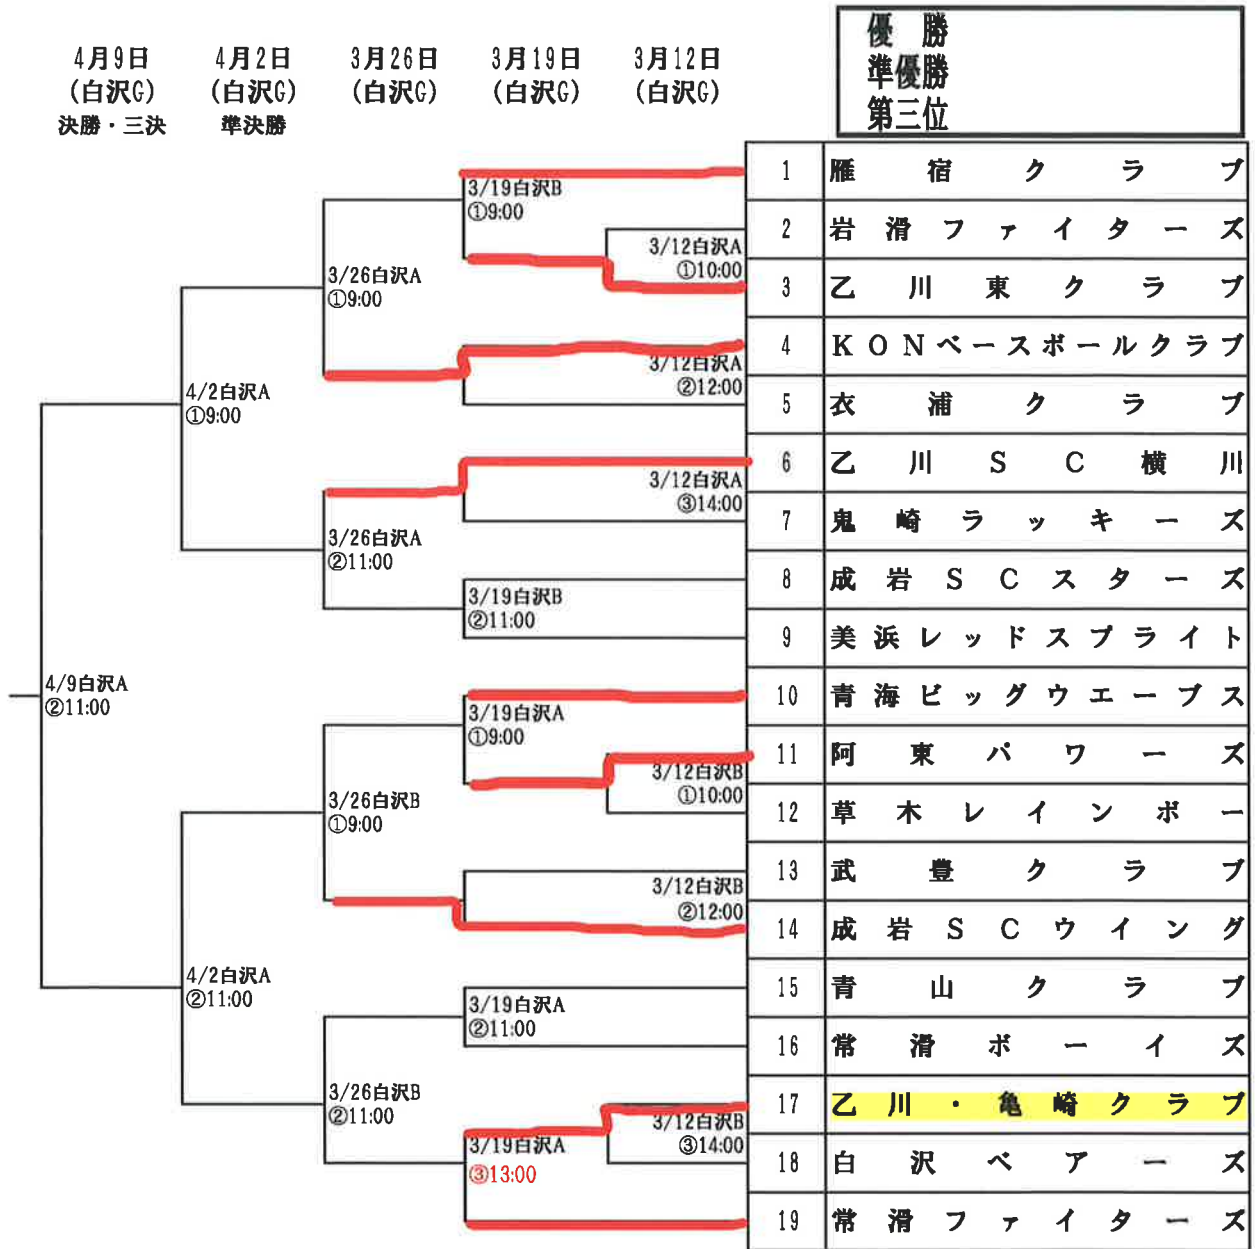 優 勝
準優勝
第三位
4月9日 4月2日 3月26日 3月19日 3月12日
(白沢G) (白沢G) (白沢G) (白沢G) (白沢G)
決勝・三決 準決勝
1 雁宿クラブ
3/19白沢B
①9:00
2 岩滑ファイターズ
3/12白沢A
①10:00
3/26白沢A
①9:00
3 乙川東クラブ
4 KONベースボールクラブ
3/12白沢A
②12:00
4/2白沢A
①9:00
5 衣浦クラブ
6 乙川SC横川
3/12白沢A
③14:00
7 鬼崎ラッキーズ
3/26白沢A
②11:00
8 成岩SCスターズ
3/19白沢B
②11:00
9 美浜レッドスプライト
4/9白沢A
②11:00
10 青海ビッグウエーブス
3/19白沢A
①9:00
11 阿東パワーズ
3/12白沢B
①10:00
3/26白沢B
①9:00
12 草木レインボー
13 武豊クラブ
3/12白沢B
②12:00
14 成岩SCウイング
4/2白沢A
②11:00
15 青山クラブ
3/19白沢A
②11:00
16 常滑ボーイズ
3/26白沢B
②11:00
17 乙川・亀崎クラブ
3/12白沢B
③14:00
3/19白沢A
③13:00
18 白沢ベアーズ
19 常滑ファイターズ